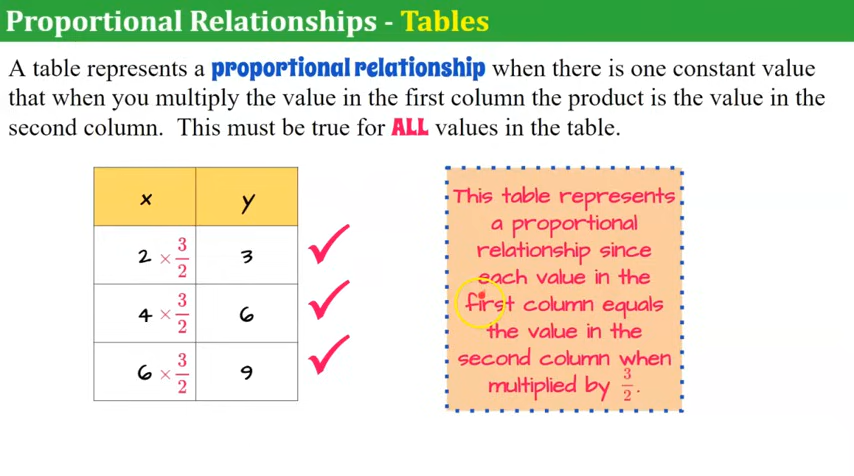 Proportional Relationships - Tables
A table represents a proportional relationship when there is one constant value
that when you multiply the value in the first column the product is the value in the
second column. This must be true for ALL values in the table.
x y
2 × 3/2 3
4 × 3/2 6
6 × 3/2 9
This table represents
a proportional
relationship since
each value in the
first column equals
the value in the
second column when
multiplied by 3/2.